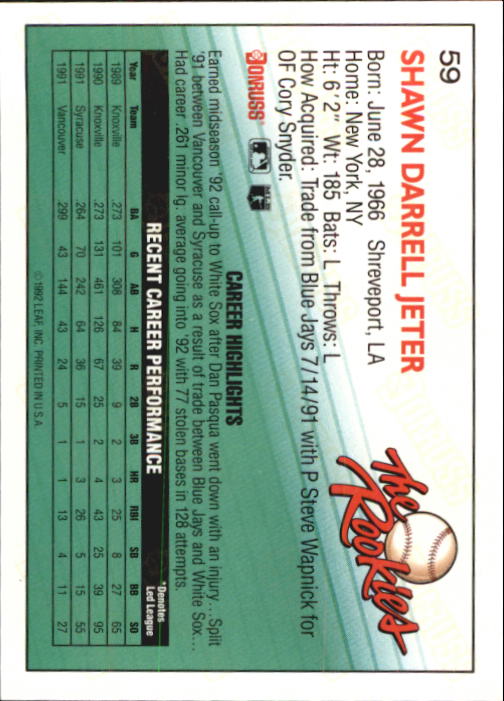 59
SHAWN DARRELL JETER
Born: June 28, 1966 Shreveport, LA
Home: New York, NY
Ht: 6' 2" Wt: 185 Bats: L Throws: L
How Acquired: Trade from Blue Jays 7/14/91 with P Steve Wapnick for
OF Cory Snyder.
The
Rookies
DONRUSS
CAREER HIGHLIGHTS
Earned midseason '92 call-up to White Sox after Dan Pasqua went down with an injury... Split
'91 between Vancouver and Syracuse as a result of trade between Blue Jays and White Sox...
Had career .261 minor lg. average going into '92 with 77 stolen bases in 128 attempts.
RECENT CAREER PERFORMANCE
*Denotes
Led League
Year Team BA G AB H R 2B 3B HR RBI SB BB SO
1989 Knoxville .273 101 308 84 39 9 2 3 25 8 27 65
1990 Knoxville .273 131 461 126 67 25 2 4 43 25 39 95
1991 Syracuse .264 70 242 64 36 15 1 3 26 5 15 55
1991 Vancouver .299 43 144 43 24 5 1 1 13 4 11 27
©1992 LEAF, INC. PRINTED IN U.S.A.